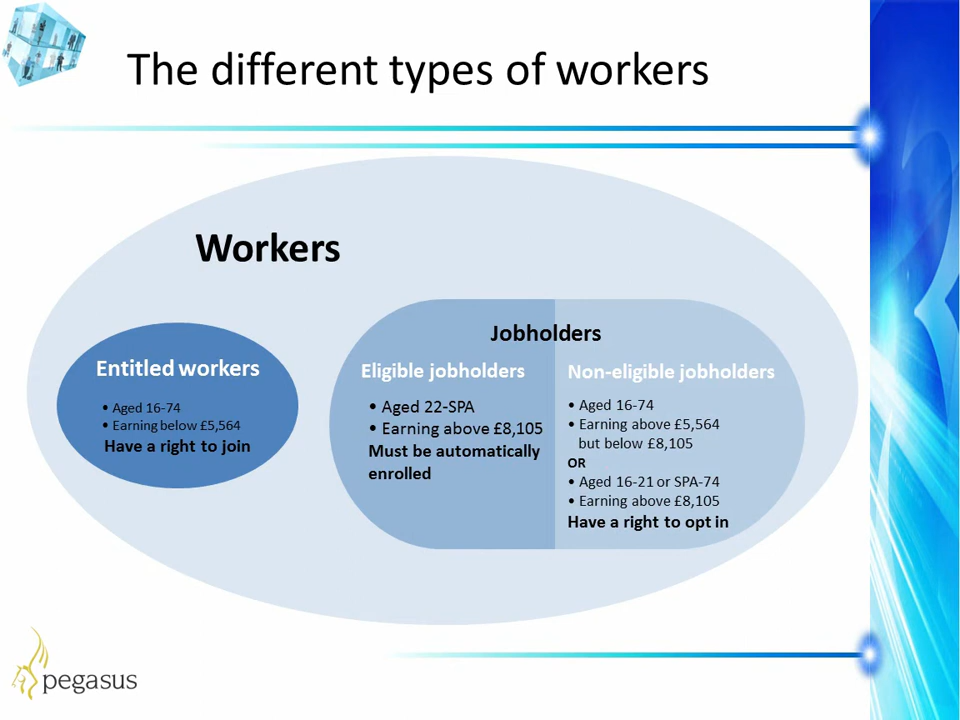 The different types of workers
Workers
Entitled workers
• Aged 16-74
• Earning below £5,564
Have a right to join
Jobholders
Eligible jobholders
• Aged 22-SPA
• Earning above £8,105
Must be automatically
enrolled
Non-eligible jobholders
• Aged 16-74
• Earning above £5,564
but below £8,105
OR
• Aged 16-21 or SPA-74
• Earning above £8,105
Have a right to opt in
pegasus